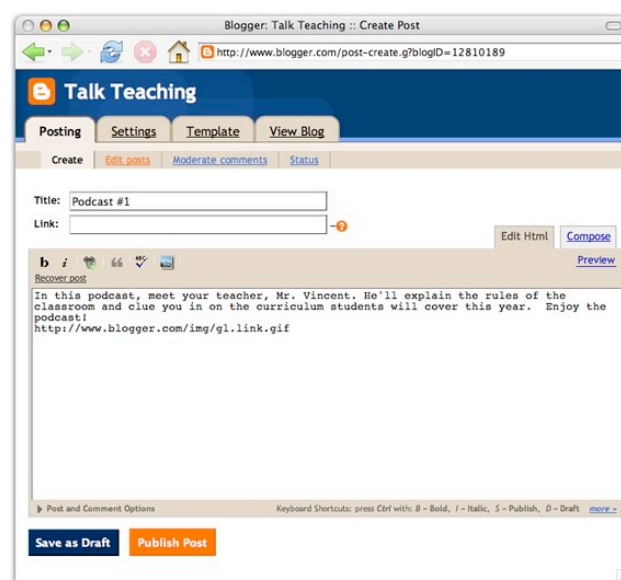 Blogger: Talk Teaching :: Create Post
http://www.blogger.com/post-create.g?blogID=12810189
Talk Teaching
Posting Settings Template View Blog
Create Edit posts Moderate comments Status
Title: Podcast #1
Link:
Edit Html Compose
b i ABC Preview
Recover post
In this podcast, meet your teacher, Mr. Vincent. He'll explain the rules of the
classroom and clue you in on the curriculum students will cover this year.  Enjoy the
podcast!
http://www.blogger.com/img/gl.link.gif
Post and Comment Options Keyboard Shortcuts: press Ctrl with: B - Bold, I - Italic, S - Publish, D - Draft more -
Save as Draft Publish Post